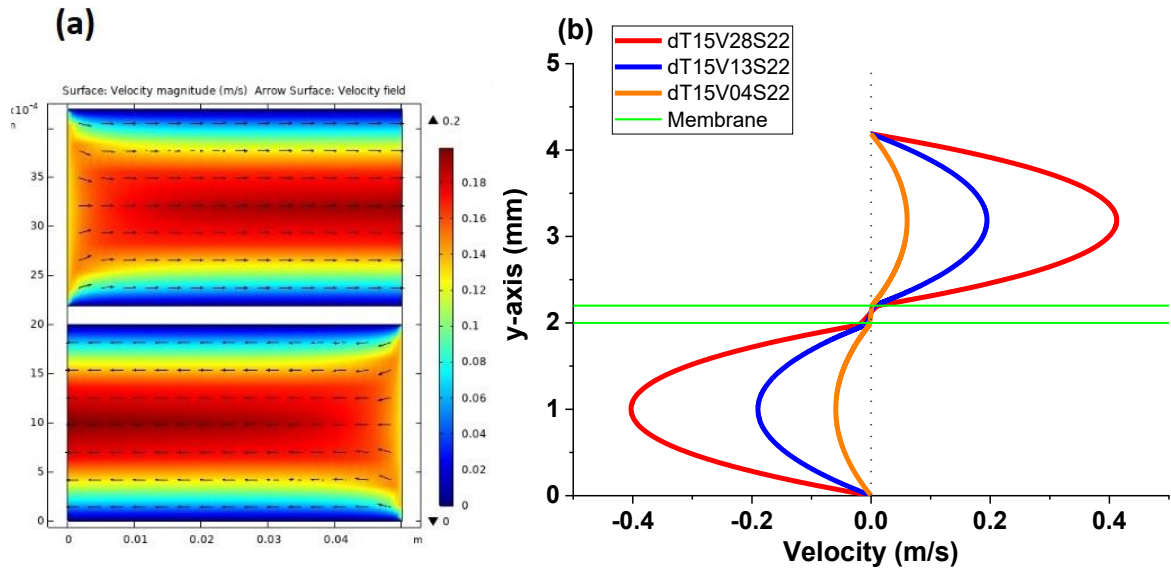 (a)
Surface: Velocity magnitude (m/s) Arrow Surface: Velocity field
×10⁻⁴
m
30
25
20
15
10
5
0
0 0.01 0.02 0.03 0.04 m
▲ 0.2
0.18
0.16
0.14
0.12
0.1
0.08
0.06
0.04
0.02
0
▼ 0
(b)
dT15V28S22
dT15V13S22
dT15V04S22
Membrane
y-axis (mm)
5
4
3
2
1
0
-0.4 -0.2 0.0 0.2 0.4
Velocity (m/s)